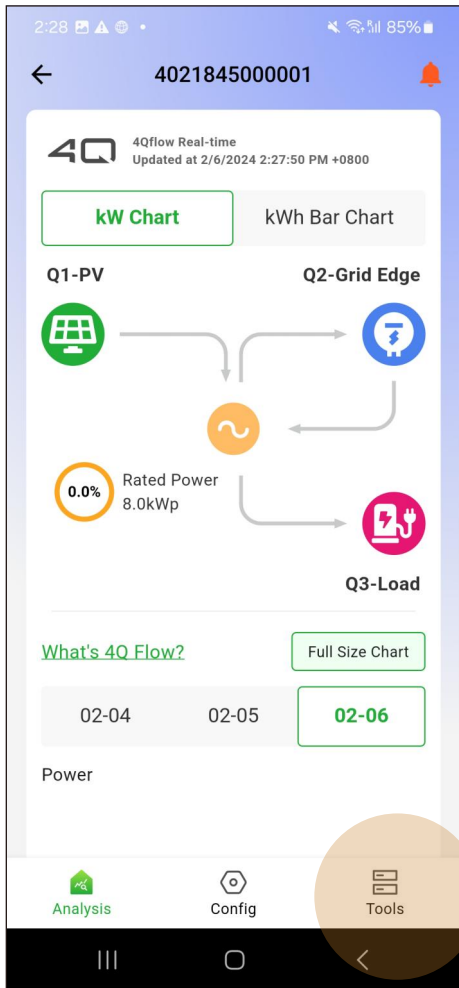 2:28 85%
4021845000001
4Q 4Qflow Real-time
Updated at 2/6/2024 2:27:50 PM +0800
kW Chart kWh Bar Chart
Q1-PV Q2-Grid Edge
0.0% Rated Power
8.0kWp
Q3-Load
What's 4Q Flow? Full Size Chart
02-04 02-05 02-06
Power
Analysis Config Tools